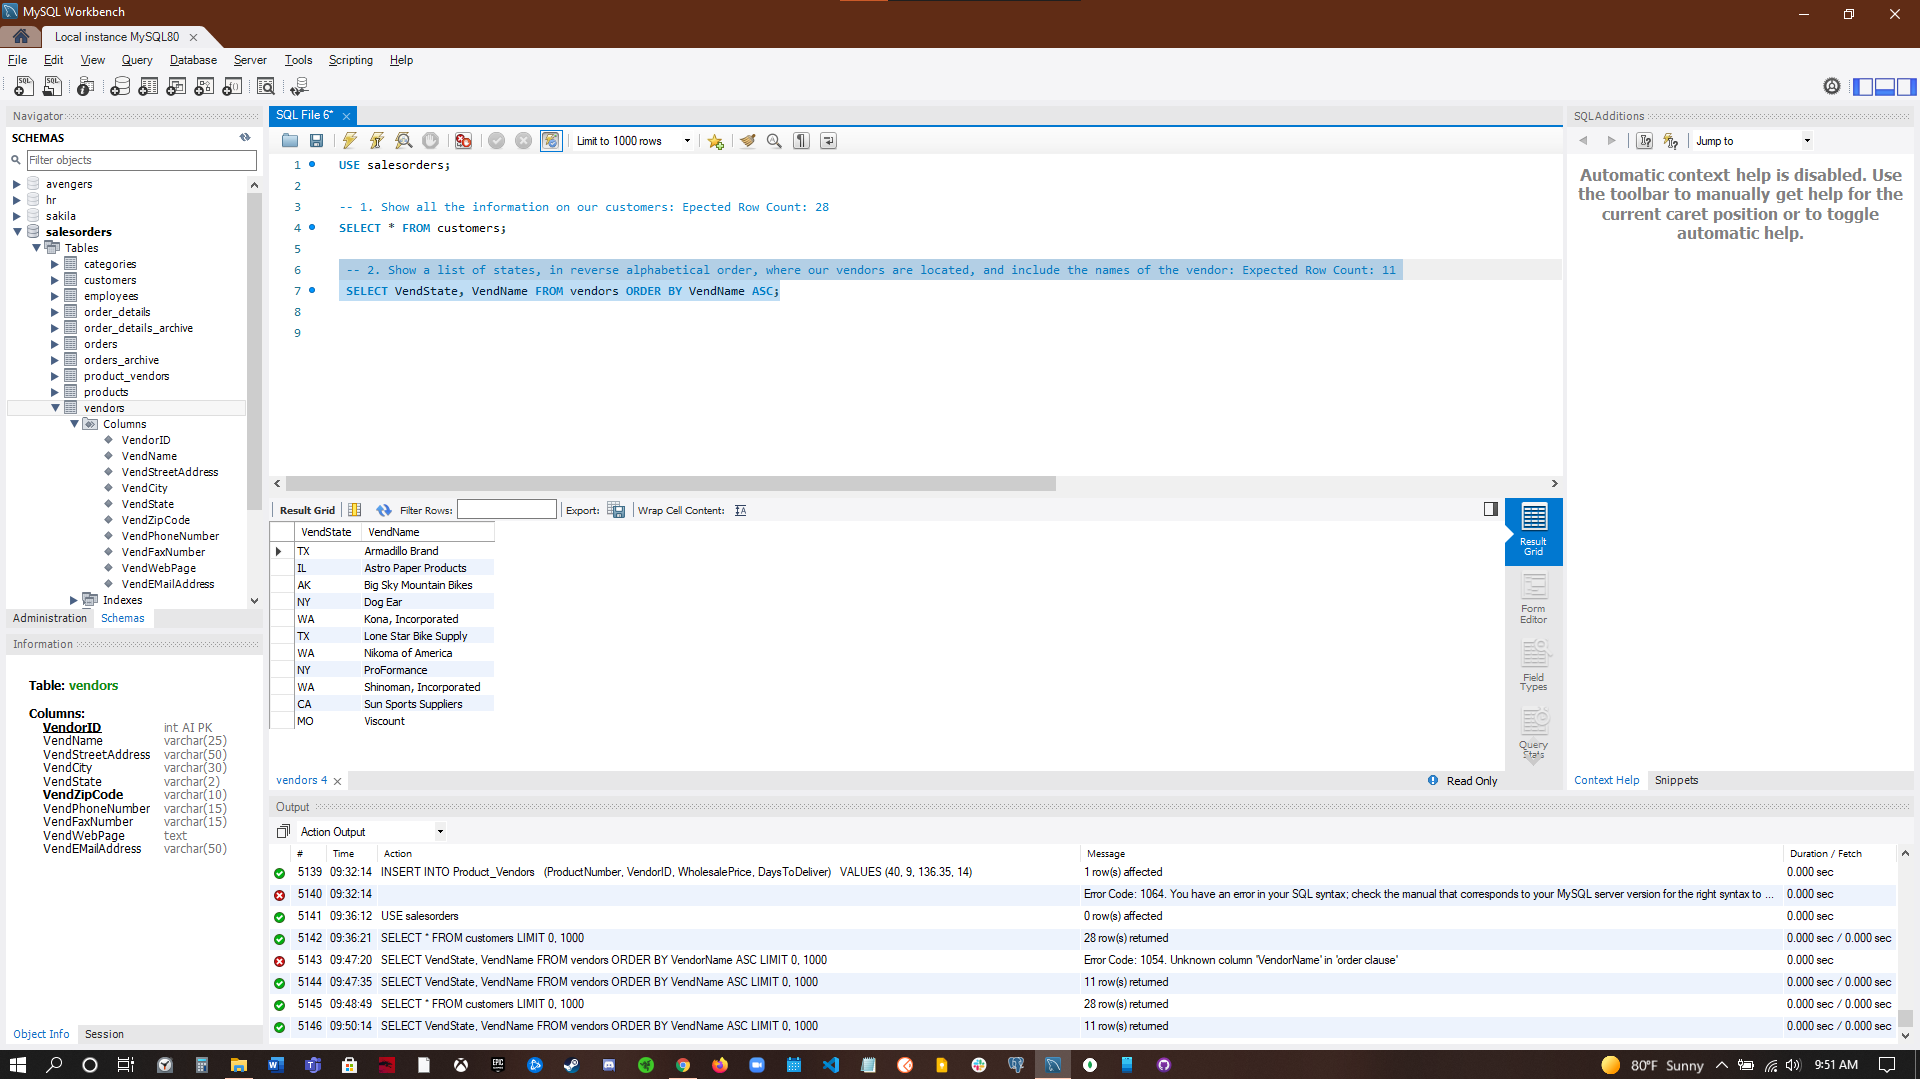 MySQL Workbench
Local instance MySQL80
File Edit View Query Database Server Tools Scripting Help
Navigator
SCHEMAS
Filter objects
avengers
hr
sakila
salesorders
Tables
categories
customers
employees
order_details
order_details_archive
orders
orders_archive
product_vendors
products
vendors
Columns
VendorID
VendName
VendStreetAddress
VendCity
VendState
VendZipCode
VendPhoneNumber
VendFaxNumber
VendWebPage
VendEMailAddress
Indexes
Administration Schemas
Information
Table: vendors
Columns:
VendorID int AI PK
VendName varchar(25)
VendStreetAddress varchar(50)
VendCity varchar(30)
VendState varchar(2)
VendZipCode varchar(10)
VendPhoneNumber varchar(15)
VendFaxNumber varchar(15)
VendWebPage text
VendEMailAddress varchar(50)
Object Info Session
SQL File 6*
Limit to 1000 rows
1 USE salesorders;
2
3 -- 1. Show all the information on our customers: Epected Row Count: 28
4 SELECT * FROM customers;
5
6 -- 2. Show a list of states, in reverse alphabetical order, where our vendors are located, and include the names of the vendor: Expected Row Count: 11
7 SELECT VendState, VendName FROM vendors ORDER BY VendName ASC;
8
9
Result Grid Filter Rows: Export: Wrap Cell Content:
VendState VendName
TX Armadillo Brand
IL Astro Paper Products
AK Big Sky Mountain Bikes
NY Dog Ear
WA Kona, Incorporated
TX Lone Star Bike Supply
WA Nikoma of America
NY ProFormance
WA Shinoman, Incorporated
CA Sun Sports Suppliers
MO Viscount
Result
Grid
Form
Editor
Field
Types
Query
Stats
vendors 4
Read Only
SQLAdditions
Jump to
Automatic context help is disabled. Use
the toolbar to manually get help for the
current caret position or to toggle
automatic help.
Context Help Snippets
Output
Action Output
# Time Action Message Duration / Fetch
5139 09:32:14 INSERT INTO Product_Vendors (ProductNumber, VendorID, WholesalePrice, DaysToDeliver) VALUES (40, 9, 136.35, 14) 1 row(s) affected 0.000 sec
5140 09:32:14 Error Code: 1064. You have an error in your SQL syntax; check the manual that corresponds to your MySQL server version for the right syntax to ... 0.000 sec
5141 09:36:12 USE salesorders 0 row(s) affected 0.000 sec
5142 09:36:21 SELECT * FROM customers LIMIT 0, 1000 28 row(s) returned 0.000 sec / 0.000 sec
5143 09:47:20 SELECT VendState, VendName FROM vendors ORDER BY VendorName ASC LIMIT 0, 1000 Error Code: 1054. Unknown column 'VendorName' in 'order clause' 0.000 sec
5144 09:47:35 SELECT VendState, VendName FROM vendors ORDER BY VendName ASC LIMIT 0, 1000 11 row(s) returned 0.000 sec / 0.000 sec
5145 09:48:49 SELECT * FROM customers LIMIT 0, 1000 28 row(s) returned 0.000 sec / 0.000 sec
5146 09:50:14 SELECT VendState, VendName FROM vendors ORDER BY VendName ASC LIMIT 0, 1000 11 row(s) returned 0.000 sec / 0.000 sec
80°F Sunny
9:51 AM